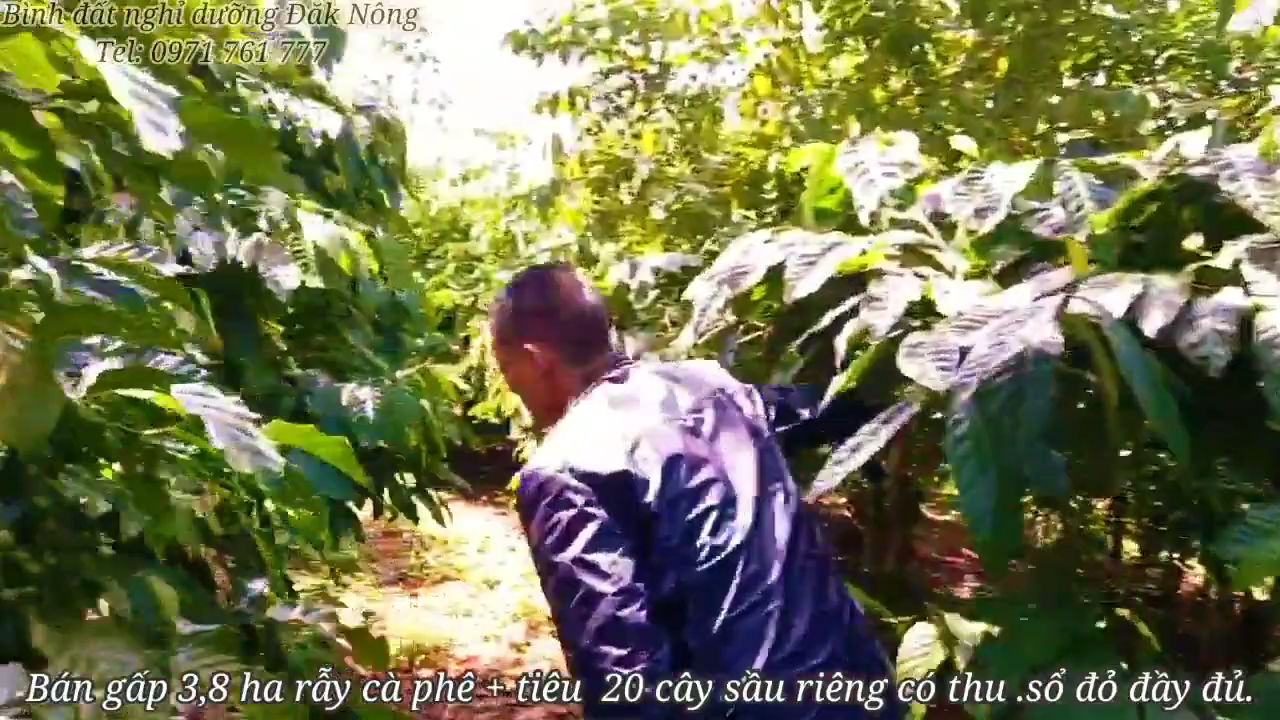 Bình đất nghỉ dưỡng Đăk Nông
Tel: 0971 761 777
Bán gấp 3,8 ha rẫy cà phê + tiêu 20 cây sầu riêng có thu .sổ đỏ đầy đủ.